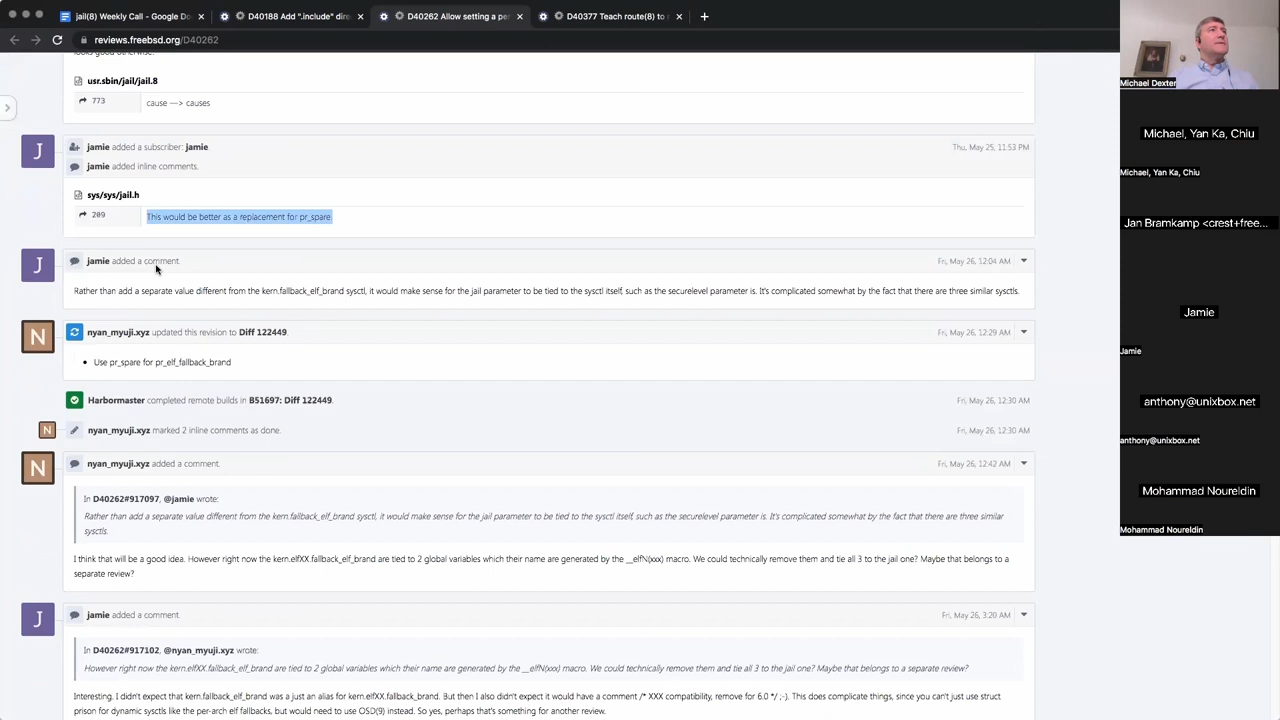 jail(8) Weekly Call - Google Do
D40188 Add ".include" dire
D40262 Allow setting a per
D40377 Teach route(8) to s
reviews.freebsd.org/D40262
looks good otherwise.
usr.sbin/jail/jail.8
773
cause —> causes
jamie added a subscriber: jamie.
Thu, May 25, 11:53 PM
jamie added inline comments.
sys/sys/jail.h
209
This would be better as a replacement for pr_spare.
J
jamie added a comment.
Fri, May 26, 12:04 AM
Rather than add a separate value different from the kern.fallback_elf_brand sysctl, it would make sense for the jail parameter to be tied to the sysctl itself, such as the securelevel parameter is. It's complicated somewhat by the fact that there are three similar sysctls.
N
nyan_myuji.xyz updated this revision to Diff 122449.
Fri, May 26, 12:29 AM
Use pr_spare for pr_elf_fallback_brand
Harbormaster completed remote builds in B51697: Diff 122449.
Fri, May 26, 12:30 AM
N
nyan_myuji.xyz marked 2 inline comments as done.
Fri, May 26, 12:30 AM
N
nyan_myuji.xyz added a comment.
Fri, May 26, 12:42 AM
In D40262#917097, @jamie wrote:
Rather than add a separate value different from the kern.fallback_elf_brand sysctl, it would make sense for the jail parameter to be tied to the sysctl itself, such as the securelevel parameter is. It's complicated somewhat by the fact that there are three similar
sysctls.
I think that will be a good idea. However right now the kern.elfXX.fallback_elf_brand are tied to 2 global variables which their name are generated by the __elfN(xxx) macro. We could technically remove them and tie all 3 to the jail one? Maybe that belongs to a
separate review?
J
jamie added a comment.
Fri, May 26, 3:20 AM
In D40262#917102, @nyan_myuji.xyz wrote:
However right now the kern.elfXX.fallback_elf_brand are tied to 2 global variables which their name are generated by the __elfN(xxx) macro. We could technically remove them and tie all 3 to the jail one? Maybe that belongs to a separate review?
Interesting. I didn't expect that kern.fallback_elf_brand was a just an alias for kern.elfXX.fallback_brand. But then I also didn't expect it would have a comment /* XXX compatibility, remove for 6.0 */ ;-). This does complicate things, since you can't just use struct
prison for dynamic sysctls like the per-arch elf fallbacks, but would need to use OSD(9) instead. So yes, perhaps that's something for another review.
J
Michael Dexter
Michael, Yan Ka, Chiu
Michael, Yan Ka, Chiu
Jan Bramkamp <crest+free...
Jamie
Jamie
anthony@unixbox.net
anthony@unixbox.net
Mohammad Noureldin
Mohammad Noureldin